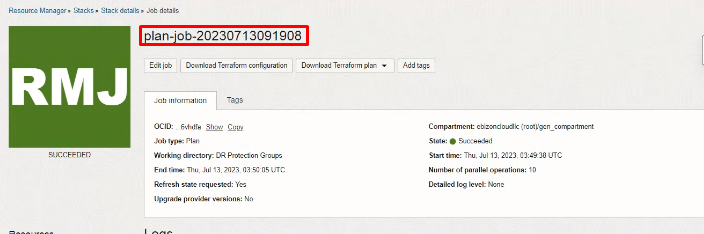 Resource Manager » Stacks » Stack details » Job details
plan-job-20230713091908
Edit job
Download Terraform configuration
Download Terraform plan
Add tags
RMJ
SUCCEEDED
Job information
Tags
OCID: ...6vhdfa Show Copy
Job type: Plan
Working directory: DR Protection Groups
End time: Thu, Jul 13, 2023, 03:50:05 UTC
Refresh state requested: Yes
Upgrade provider versions: No
Compartment: ebizoncloudllc (root)/gen_compartment
State: Succeeded
Start time: Thu, Jul 13, 2023, 03:49:38 UTC
Number of parallel operations: 10
Detailed log level: None
Resources
Logs